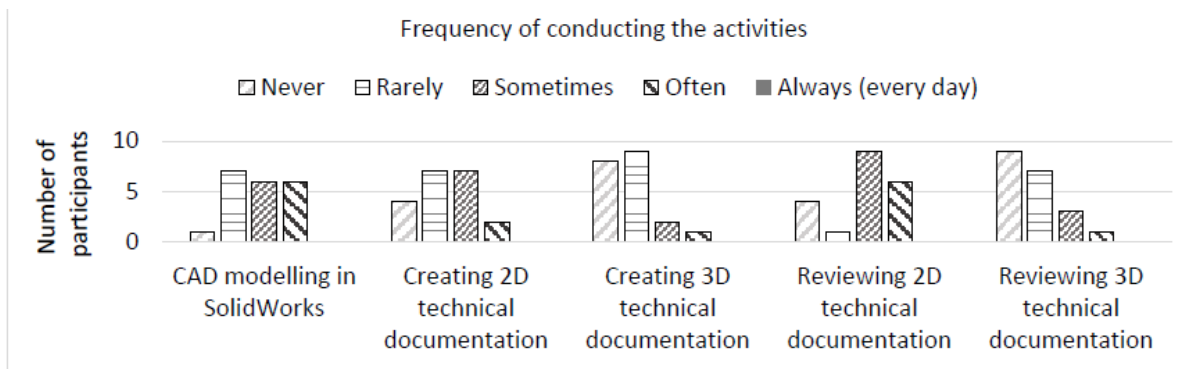 Frequency of conducting the activities
Never Rarely Sometimes Often Always (every day)
Number of
participants
10
5
0
CAD modelling in SolidWorks
Creating 2D technical documentation
Creating 3D technical documentation
Reviewing 2D technical documentation
Reviewing 3D technical documentation